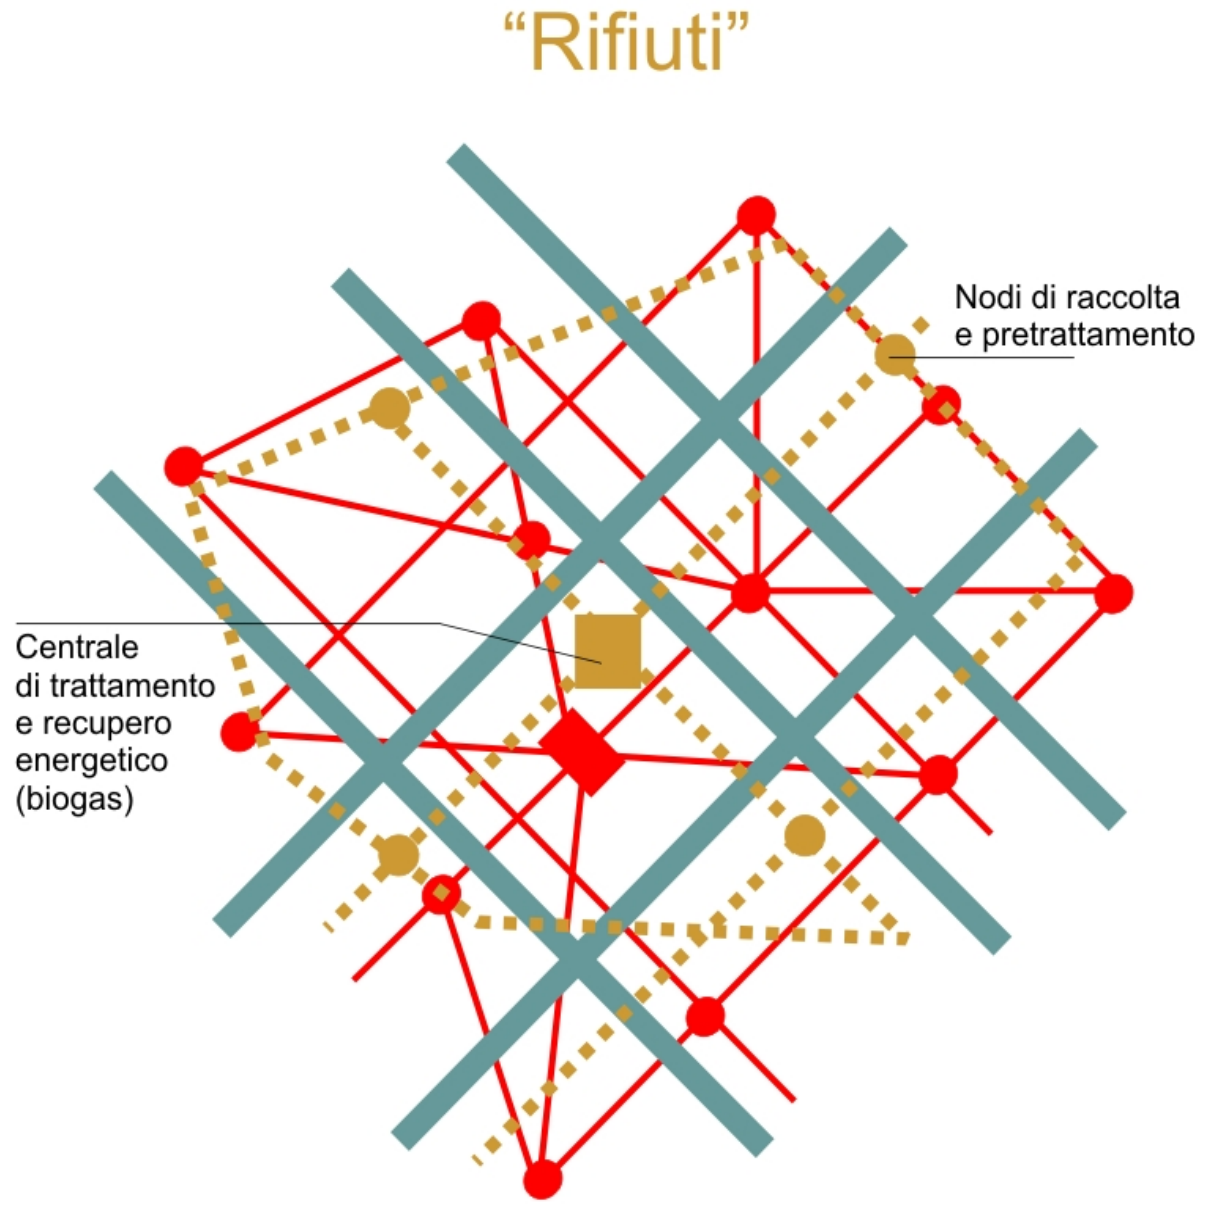 “Rifiuti”
Nodi di raccolta
e pretrattamento
Centrale
di trattamento
e recupero
energetico
(biogas)